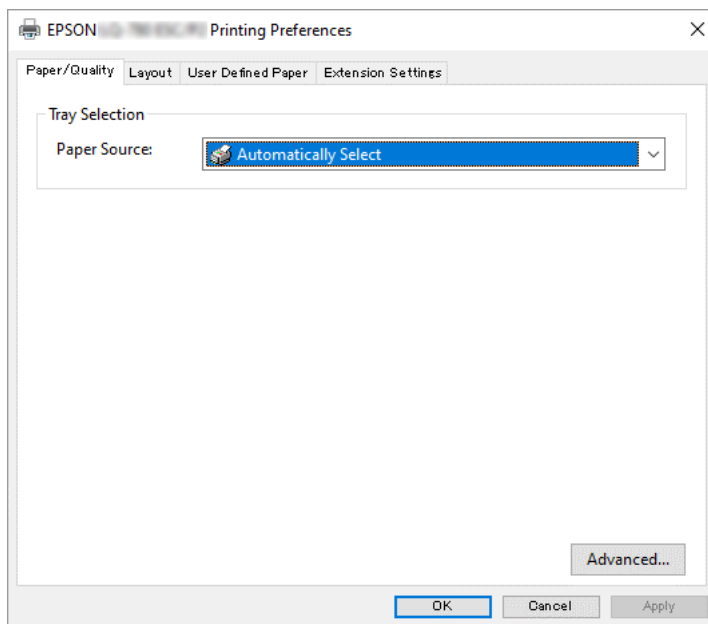 EPSON Printing Preferences
Paper/Quality Layout User Defined Paper Extension Settings
Tray Selection
Paper Source: Automatically Select
Advanced...
OK Cancel Apply